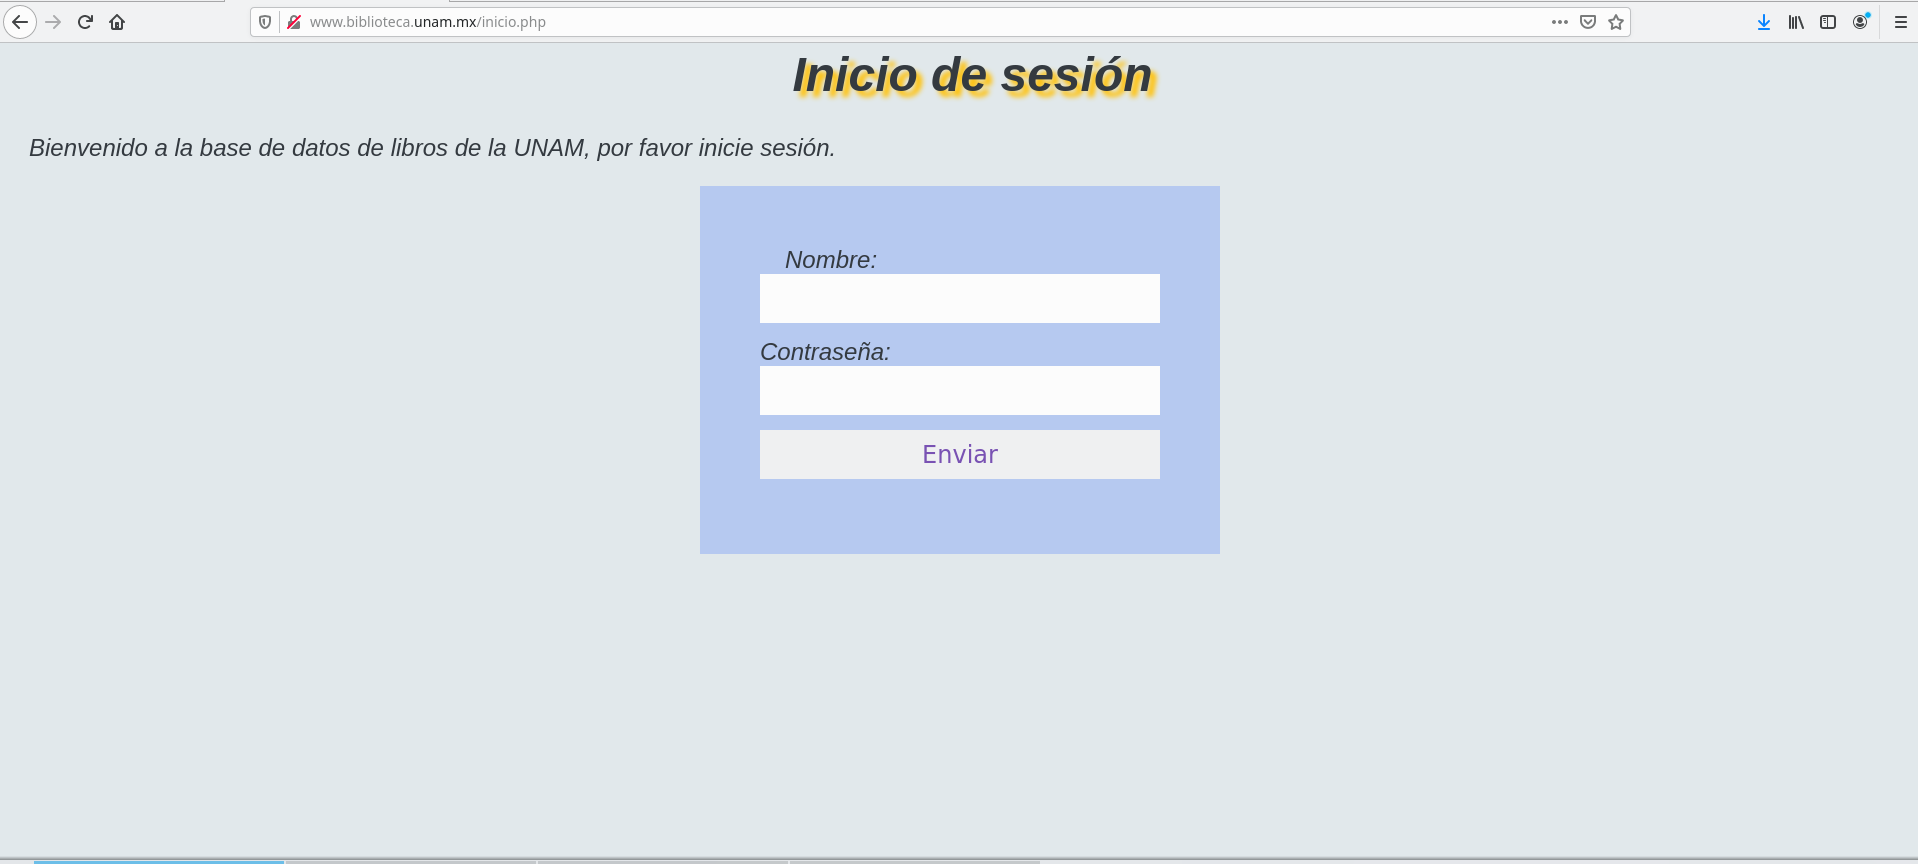 www.biblioteca.unam.mx/inicio.php
Inicio de sesión
Bienvenido a la base de datos de libros de la UNAM, por favor inicie sesión.
Nombre:
Contraseña:
Enviar